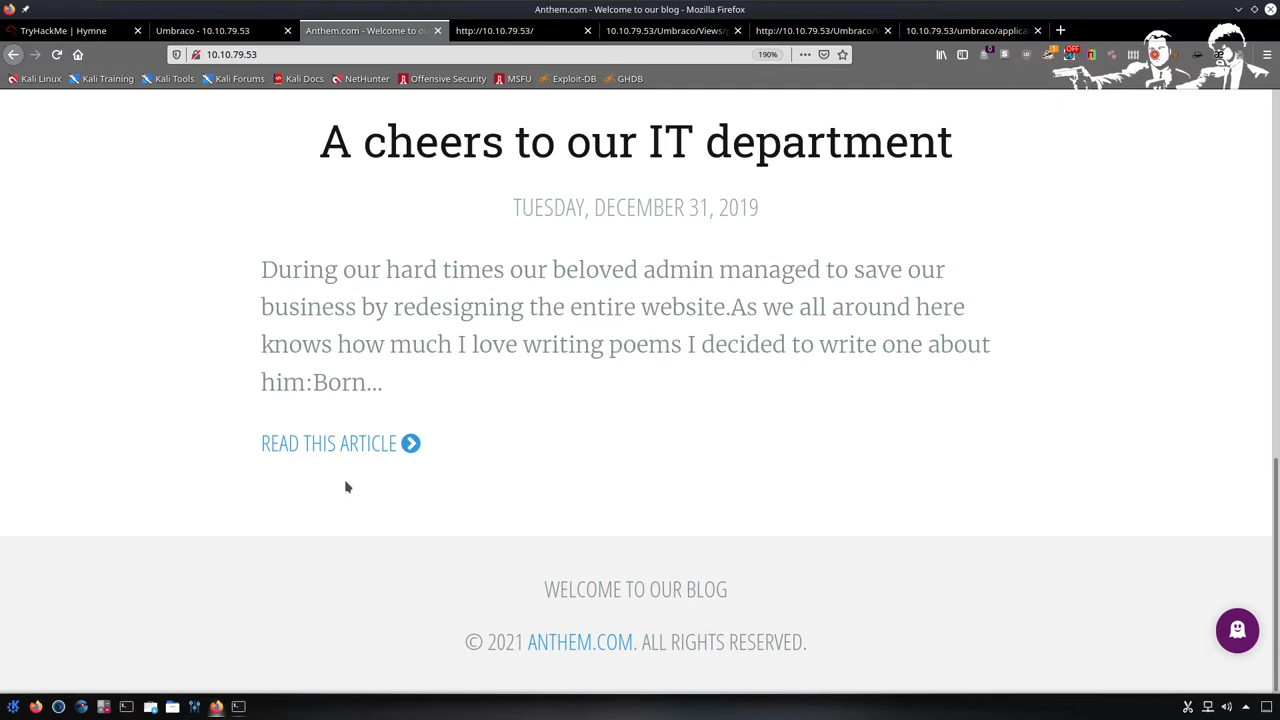 Anthem.com - Welcome to our blog - Mozilla Firefox
TryHackMe | Hymne
Umbraco - 10.10.79.53
Anthem.com - Welcome to ou
http://10.10.79.53/
10.10.79.53/Umbraco/Views/
http://10.10.79.53/Umbraco/V
10.10.79.53/umbraco/applica
10.10.79.53
190%
OFF
Kali Linux
Kali Training
Kali Tools
Kali Forums
Kali Docs
NetHunter
Offensive Security
MSFU
Exploit-DB
GHDB
A cheers to our IT department
TUESDAY, DECEMBER 31, 2019
During our hard times our beloved admin managed to save our
business by redesigning the entire website.As we all around here
knows how much I love writing poems I decided to write one about
him:Born...
READ THIS ARTICLE
WELCOME TO OUR BLOG
© 2021 ANTHEM.COM. ALL RIGHTS RESERVED.